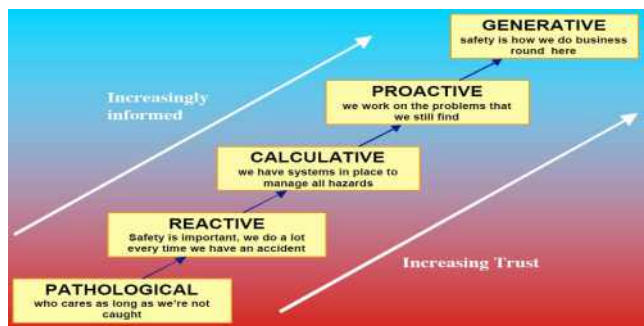 GENERATIVE
safety is how we do business
round here
PROACTIVE
we work on the problems that
we still find
Increasingly
informed
CALCULATIVE
we have systems in place to
manage all hazards
REACTIVE
Safety is important, we do a lot
every time we have an accident
Increasing Trust
PATHOLOGICAL
who cares as long as we're not
caught